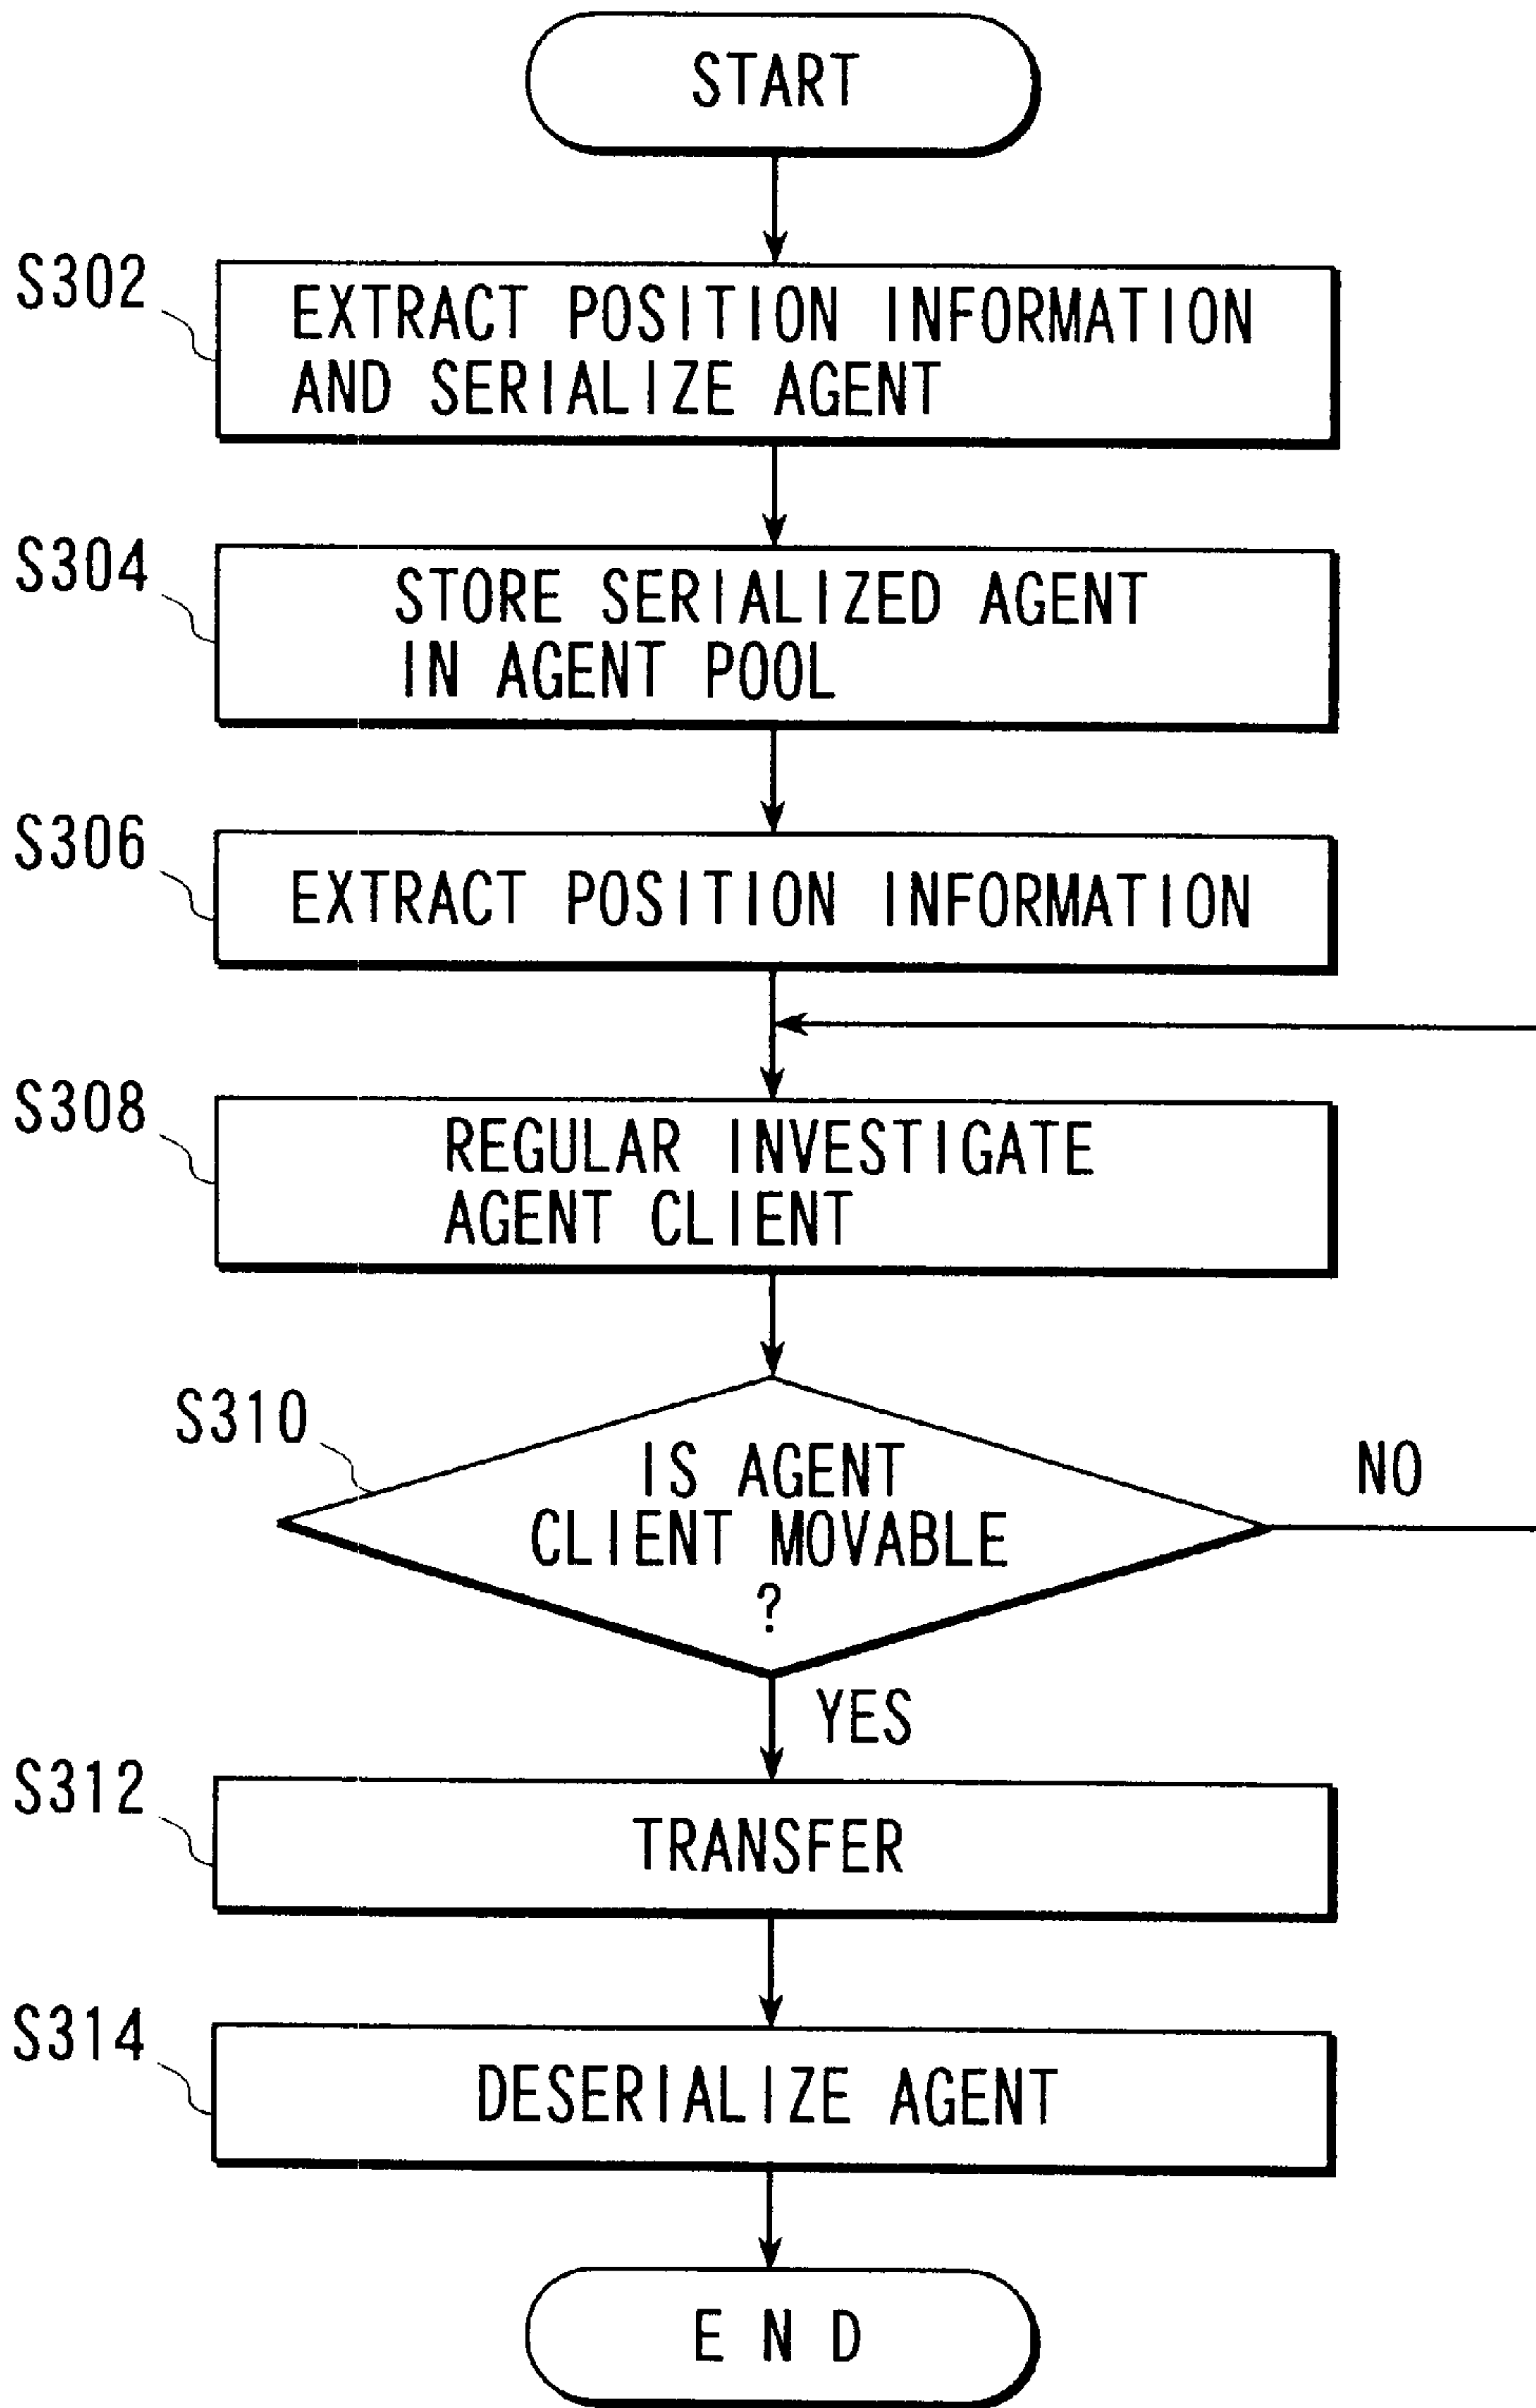 START
S302
EXTRACT POSITION INFORMATION
AND SERIALIZE AGENT
S304
STORE SERIALIZED AGENT
IN AGENT POOL
S306
EXTRACT POSITION INFORMATION
S308
REGULAR INVESTIGATE
AGENT CLIENT
S310
IS AGENT
CLIENT MOVABLE
?
NO
YES
S312
TRANSFER
S314
DESERIALIZE AGENT
END